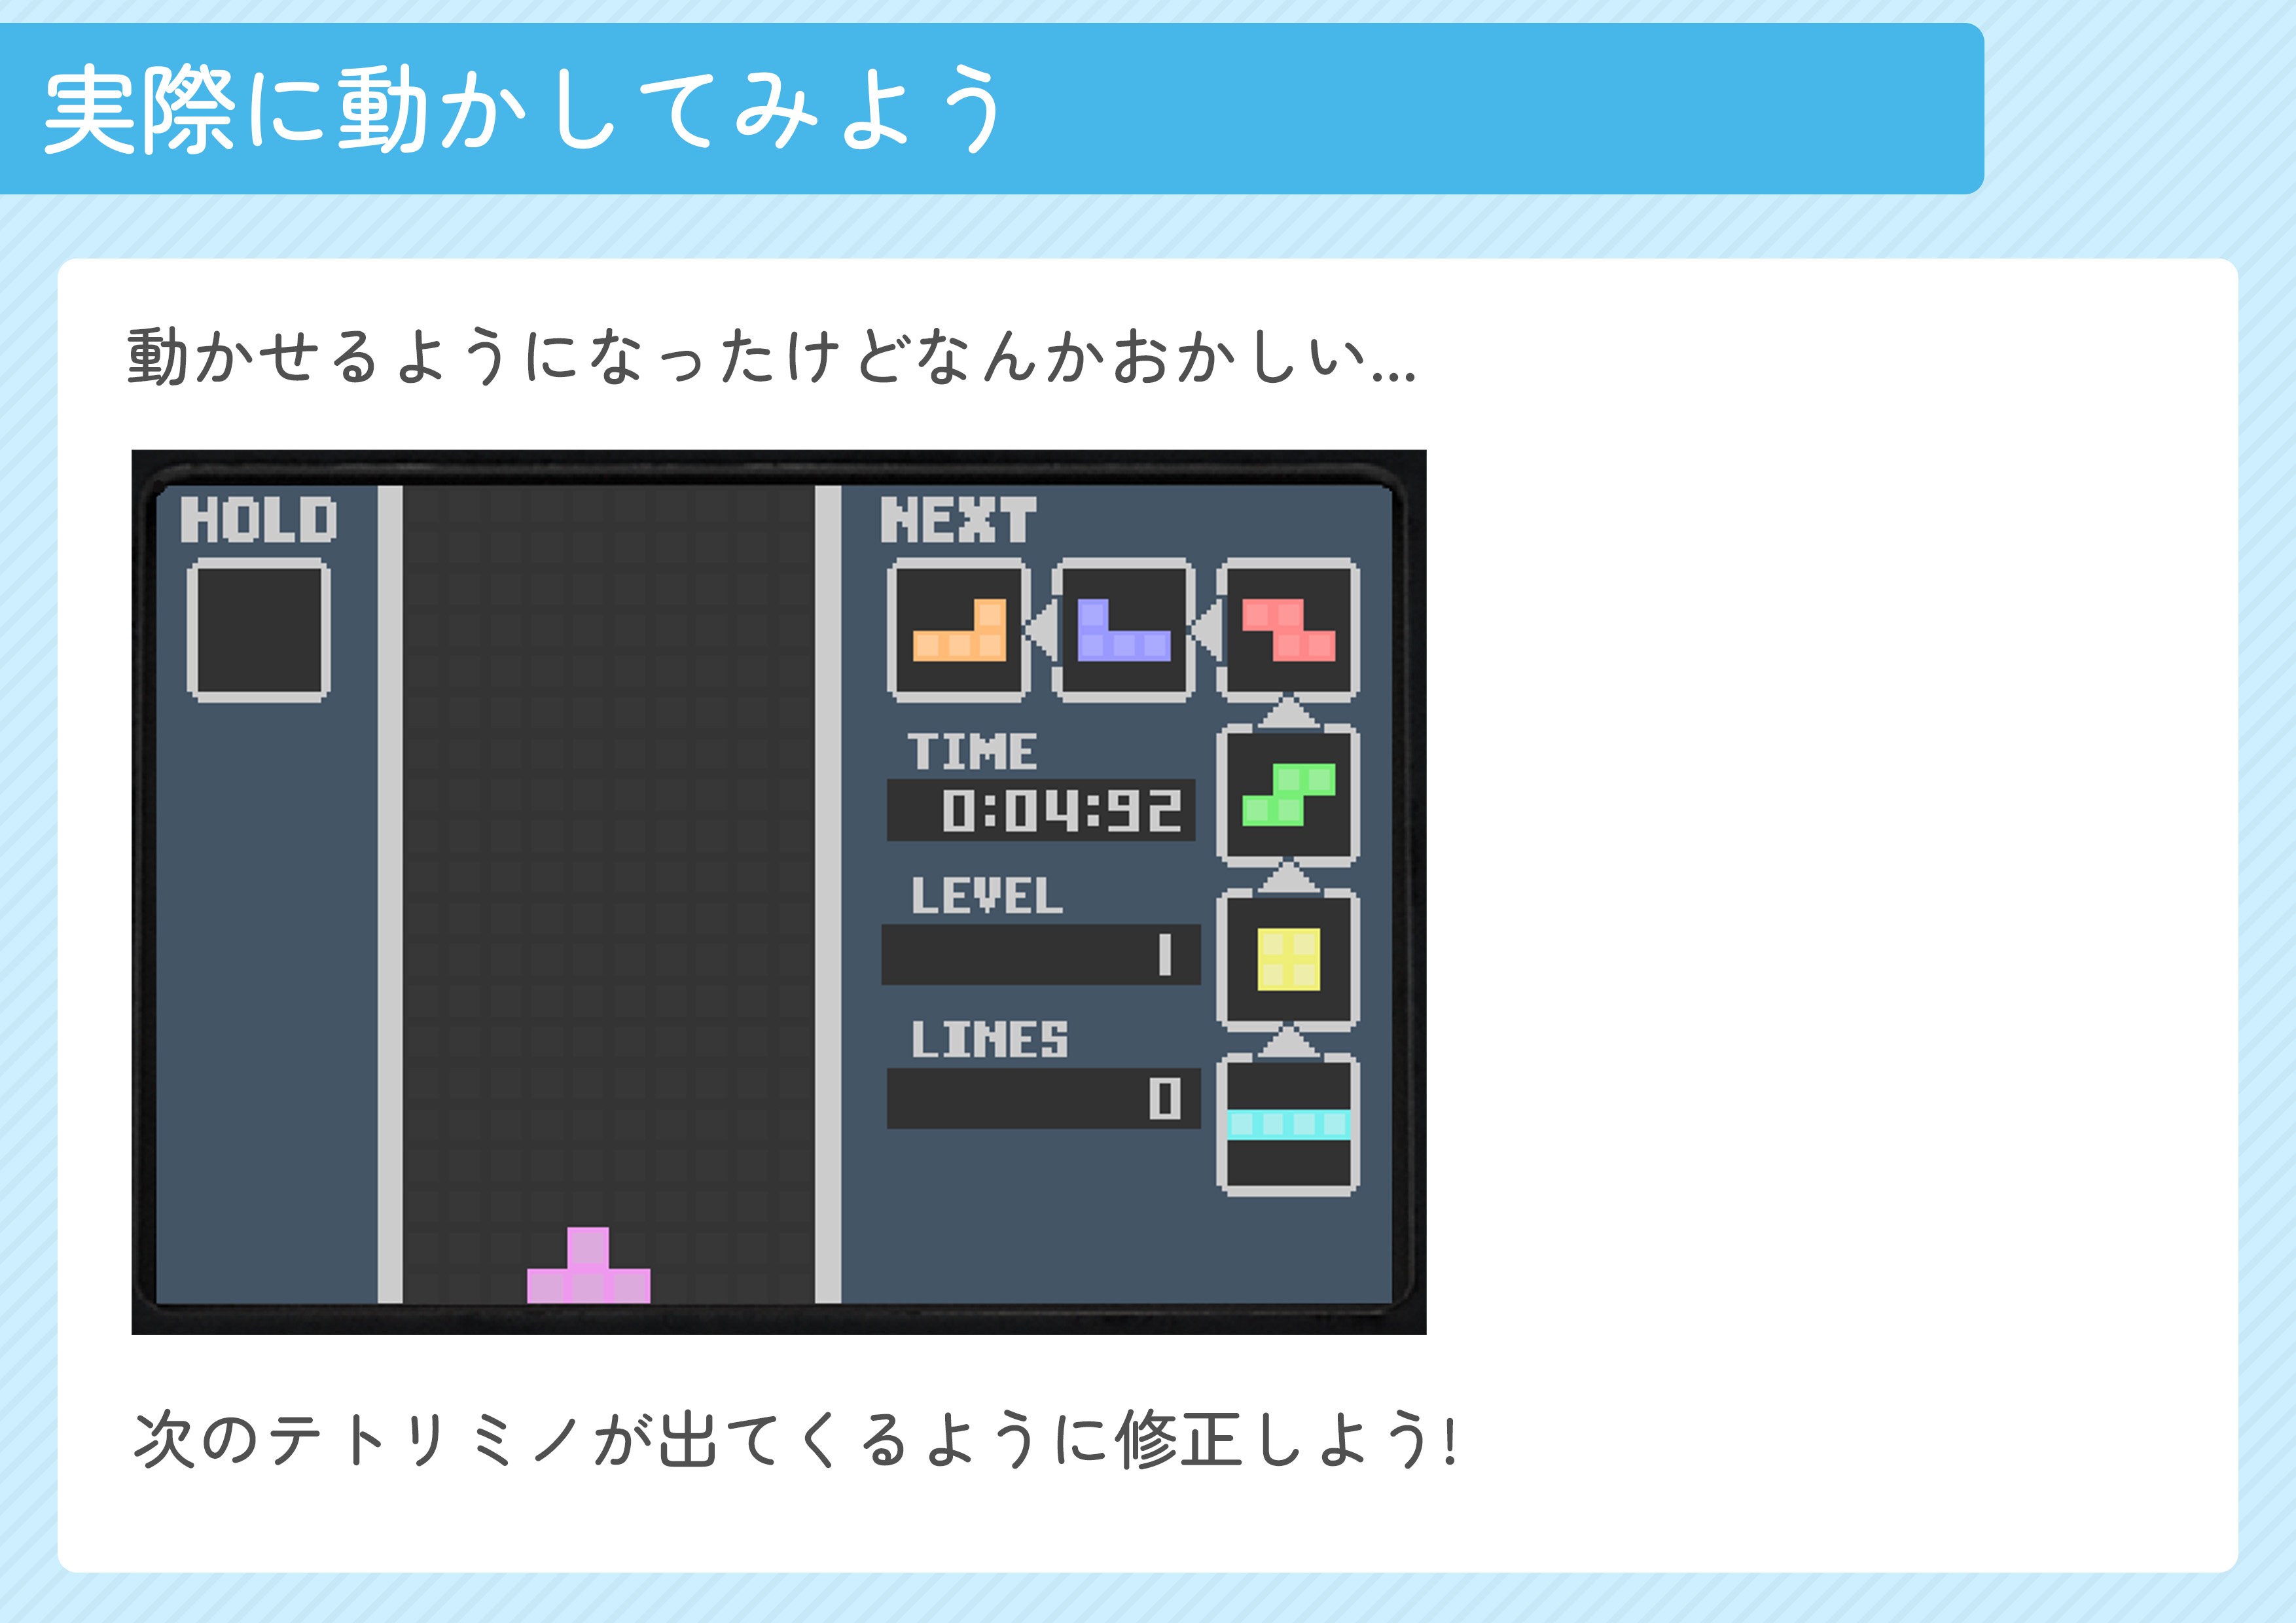 実際に動かしてみよう
動かせるようになったけどなんかおかしい...
HOLD
NEXT
TIME
0:04:92
LEVEL
1
LINES
0
次のテトリミノが出てくるように修正しよう!